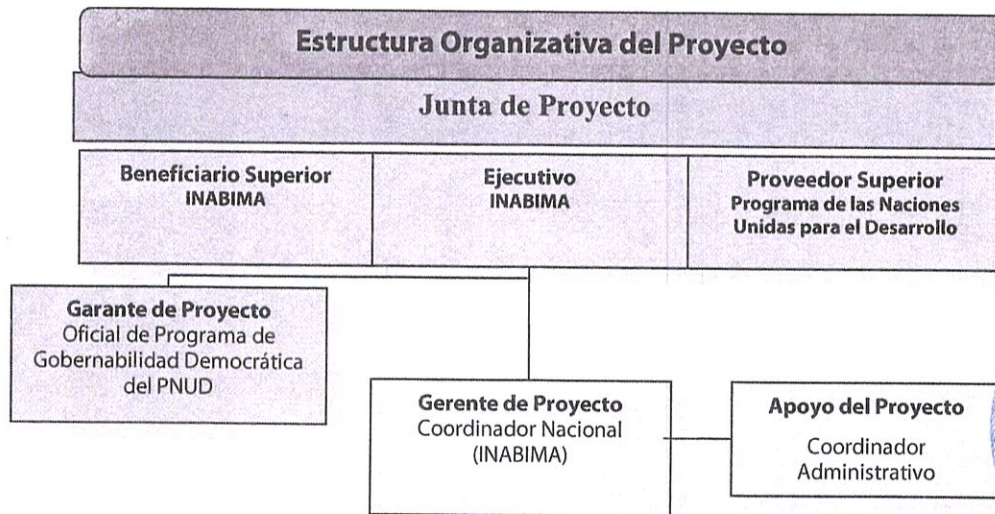 Estructura Organizativa del Proyecto
Junta de Proyecto
Beneficiario Superior
INABIMA
Ejecutivo
INABIMA
Proveedor Superior
Programa de las Naciones
Unidas para el Desarrollo
Garante de Proyecto
Oficial de Programa de
Gobernabilidad Democrática
del PNUD
Gerente de Proyecto
Coordinador Nacional
(INABIMA)
Apoyo del Proyecto
Coordinador
Administrativo